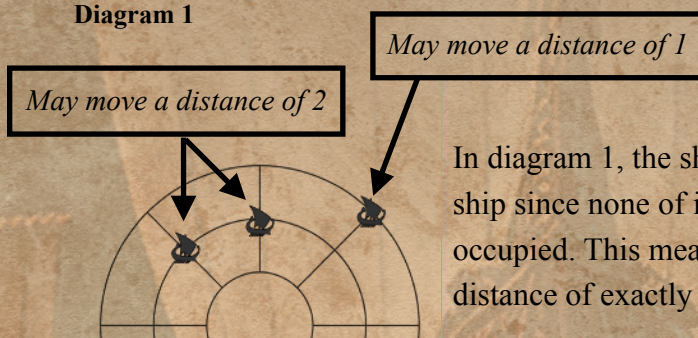 Diagram 1
May move a distance of 1
May move a distance of 2
In diagram 1, the sh
ship since none of i
occupied. This mea
distance of exactly